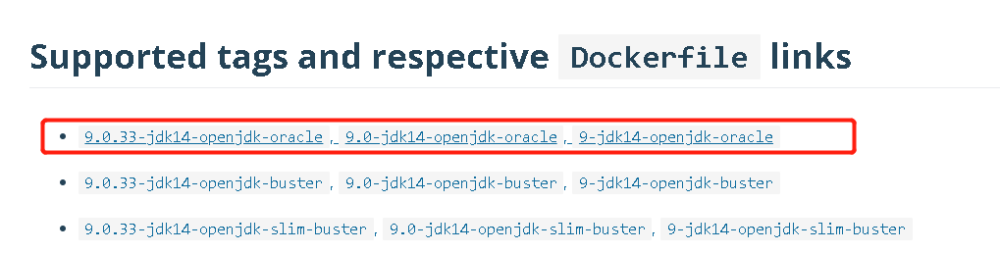 Supported tags and respective Dockerfile links
9.0.33-jdk14-openjdk-oracle, 9.0-jdk14-openjdk-oracle, 9-jdk14-openjdk-oracle
9.0.33-jdk14-openjdk-buster, 9.0-jdk14-openjdk-buster, 9-jdk14-openjdk-buster
9.0.33-jdk14-openjdk-slim-buster, 9.0-jdk14-openjdk-slim-buster, 9-jdk14-openjdk-slim-buster